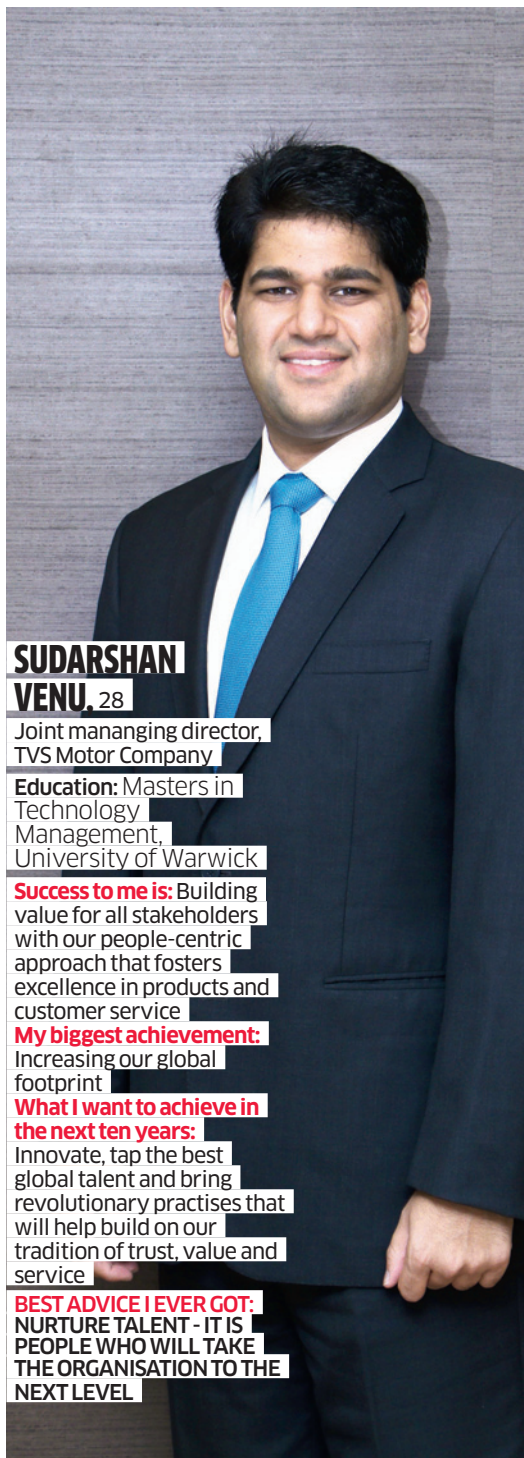 SUDARSHAN
VENU, 28
Joint mananging director,
TVS Motor Company
Education: Masters in
Technology
Management,
University of Warwick
Success to me is: Building
value for all stakeholders
with our people-centric
approach that fosters
excellence in products and
customer service
My biggest achievement:
Increasing our global
footprint
What I want to achieve in
the next ten years:
Innovate, tap the best
global talent and bring
revolutionary practises that
will help build on our
tradition of trust, value and
service
BEST ADVICE I EVER GOT:
NURTURE TALENT - IT IS
PEOPLE WHO WILL TAKE
THE ORGANISATION TO THE
NEXT LEVEL